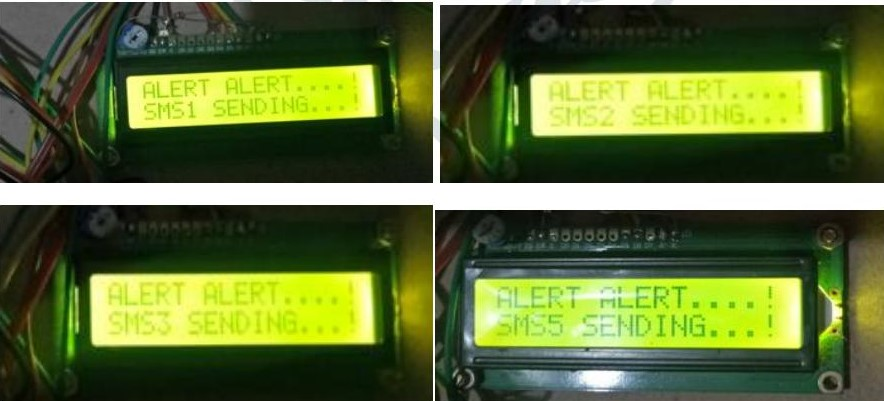 ALERT ALERT....!
SMS1 SENDING...!
ALERT ALERT....!
SMS2 SENDING...!
ALERT ALERT....!
SMS3 SENDING...!
ALERT ALERT....!
SMS5 SENDING...!